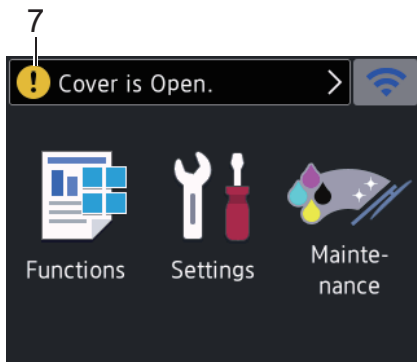 7
Cover is Open.
Functions
Settings
Mainte-
nance